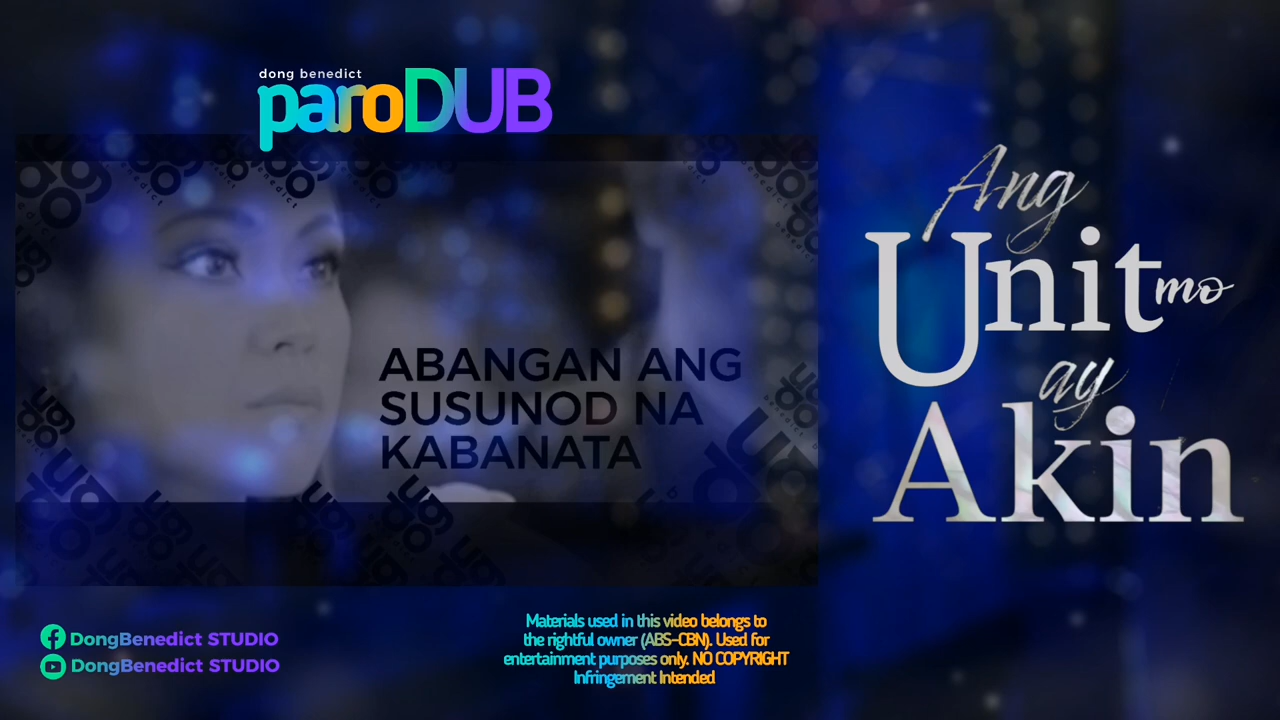 dong benedict
paroDUB
ABANGAN ANG
SUSUNOD NA
KABANATA
Ang
Unit mo
ay
Akin
DongBenedict STUDIO
DongBenedict STUDIO
Materials used in this video belongs to
the rightful owner (ABS-CBN). Used for
entertainment purposes only. NO COPYRIGHT
Infringement Intended